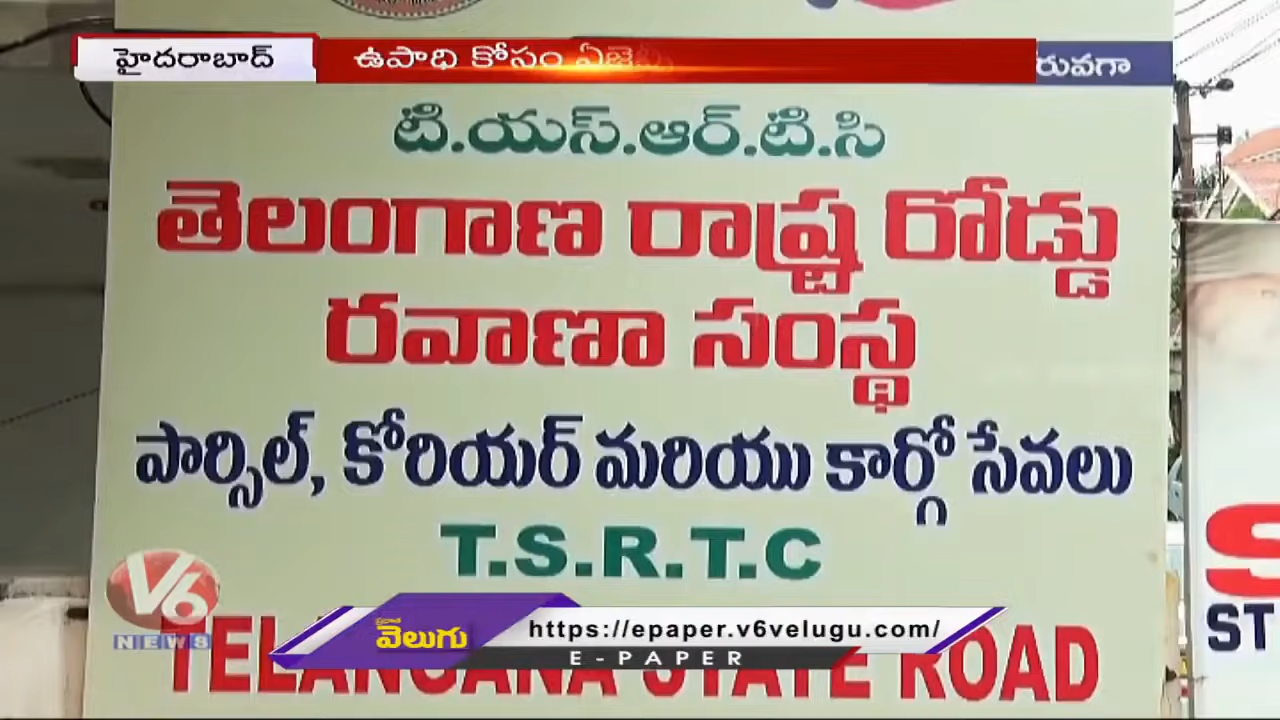 హైదరాబాద్
ఉపాధి కోసం ఏజెన్సీ
రువగా
టి.యస్.ఆర్.టి.సి
తెలంగాణ రాష్ట్ర రోడ్డు
రవాణా సంస్థ
పార్సిల్, కోరియర్ మరియు కార్గో సేవలు
T.S.R.T.C
TELANGANA STATE ROAD
V6
NEWS
వెలుగు
https://epaper.v6velugu.com/
E-PAPER
S
ST